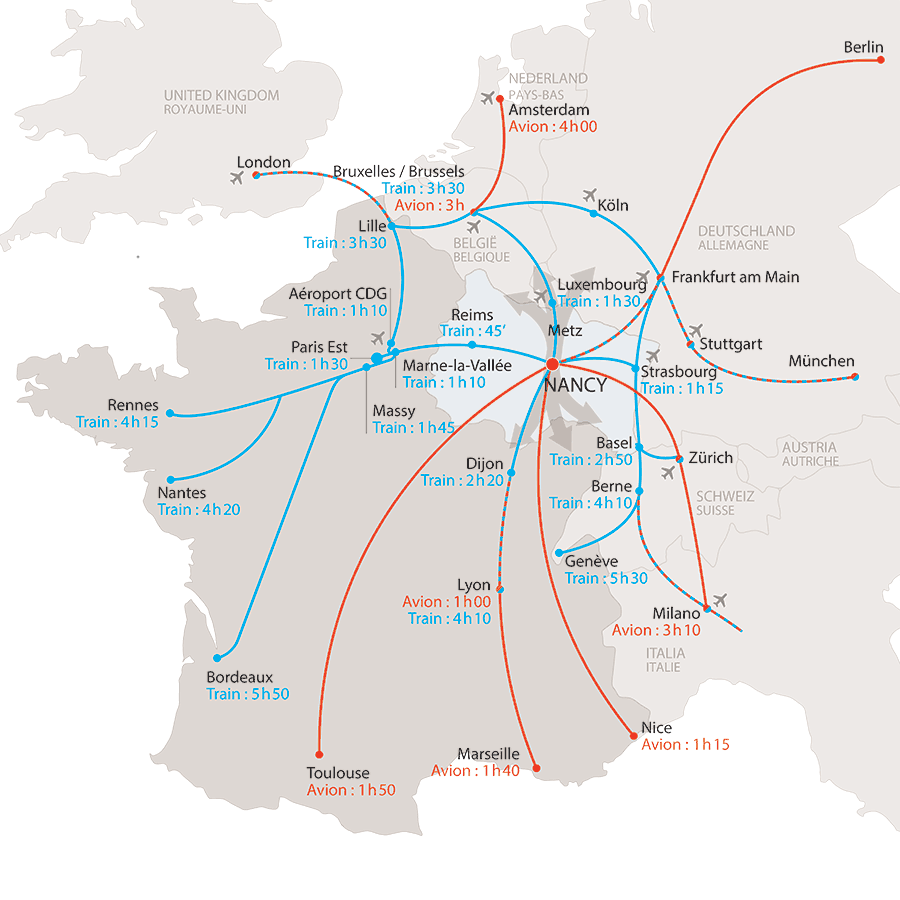 Berlin
NEDERLAND
PAYS-BAS
Amsterdam
Avion : 4h00
UNITED KINGDOM
ROYAUME-UNI
London
Bruxelles / Brussels
Train : 3h30
Avion : 3h
Köln
Lille
Train : 3h30
BELGIË
BELGIQUE
DEUTSCHLAND
ALLEMAGNE
Frankfurt am Main
Luxembourg
Train : 1h30
Aéroport CDG
Train : 1h10
Reims
Train : 45'
Metz
Stuttgart
Paris Est
Train : 1h30
Marne-la-Vallée
Train : 1h10
München
Strasbourg
Train : 1h15
NANCY
Rennes
Train : 4h15
Massy
Train : 1h45
Basel
Train : 2h50
AUSTRIA
AUTRICHE
Dijon
Train : 2h20
Zürich
Nantes
Train : 4h20
Berne
Train : 4h10
SCHWEIZ
SUISSE
Genève
Train : 5h30
Lyon
Avion : 1h00
Train : 4h10
Milano
Avion : 3h10
ITALIA
ITALIE
Bordeaux
Train : 5h50
Nice
Avion : 1h15
Marseille
Avion : 1h40
Toulouse
Avion : 1h50